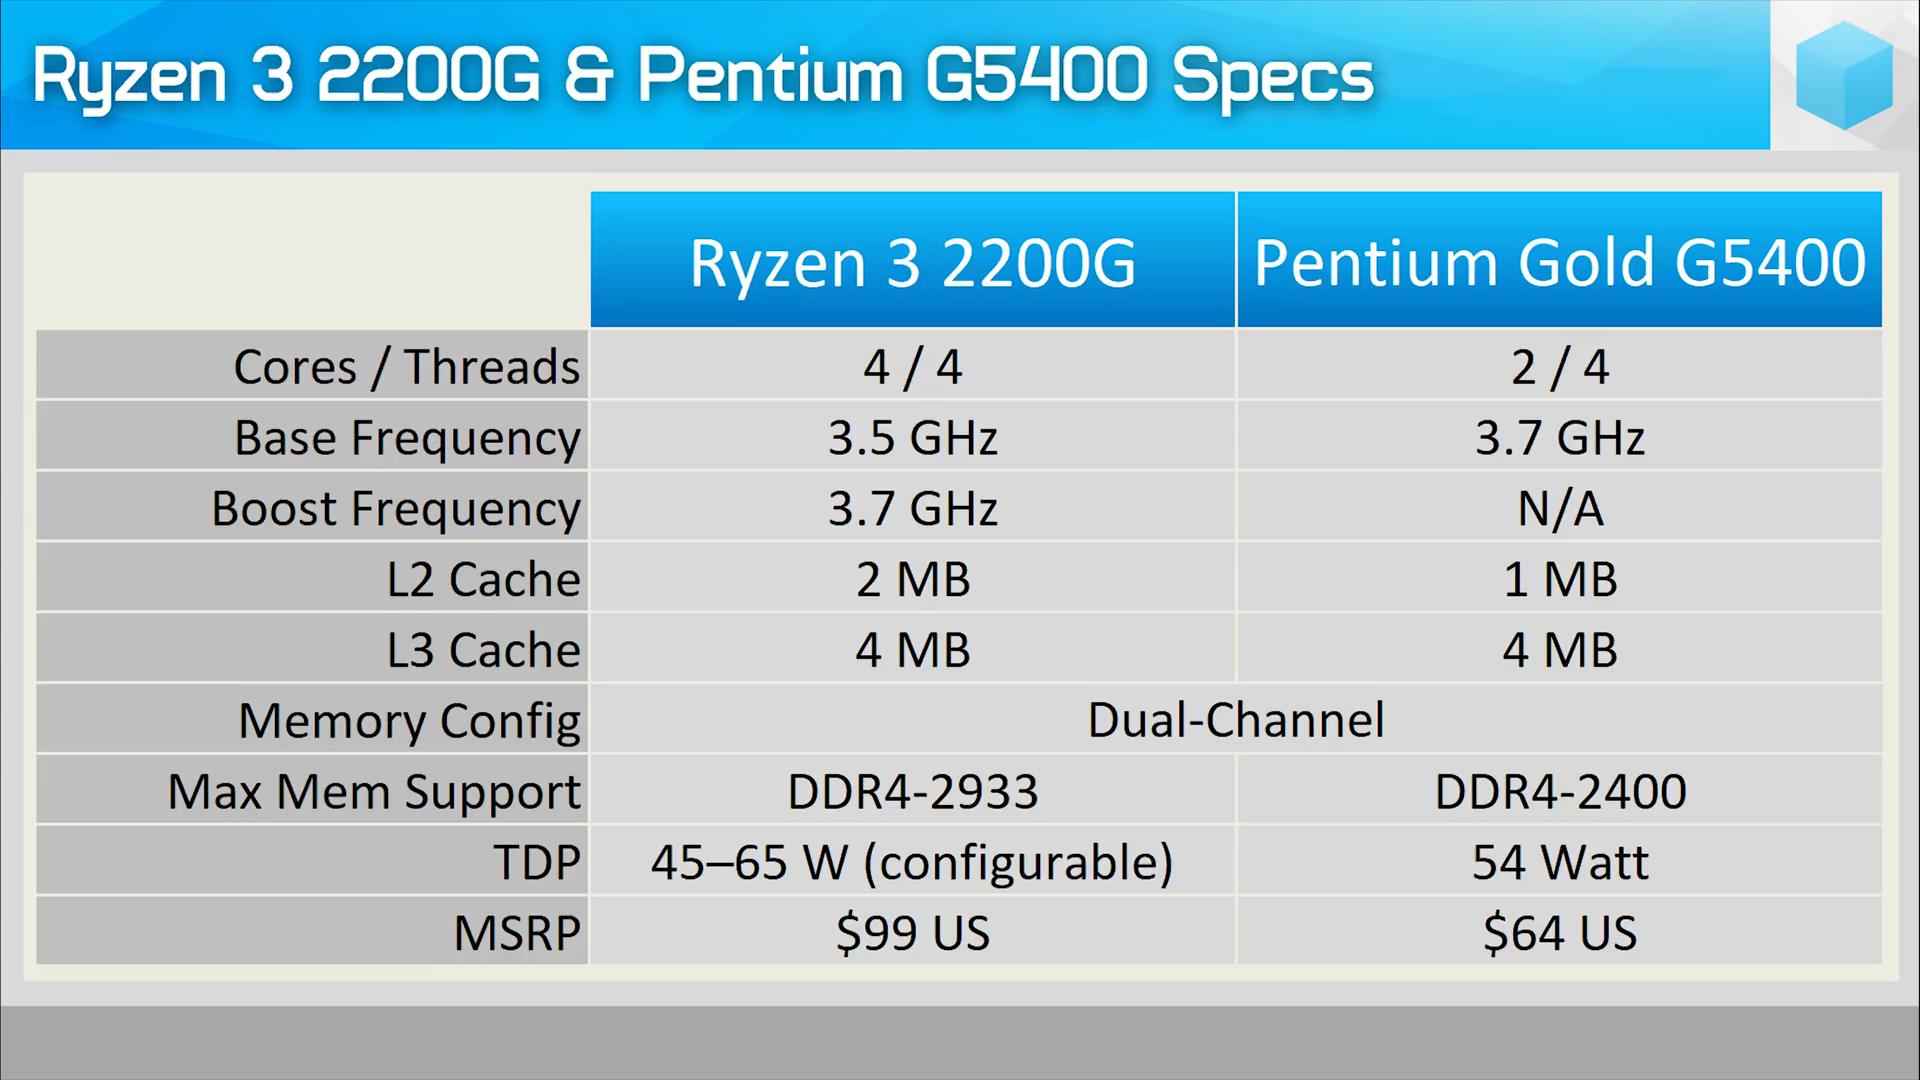 Ryzen 3 2200G & Pentium G5400 Specs
Ryzen 3 2200G Pentium Gold G5400
Cores / Threads 4 / 4 2 / 4
Base Frequency 3.5 GHz 3.7 GHz
Boost Frequency 3.7 GHz N/A
L2 Cache 2 MB 1 MB
L3 Cache 4 MB 4 MB
Memory Config Dual-Channel
Max Mem Support DDR4-2933 DDR4-2400
TDP 45–65 W (configurable) 54 Watt
MSRP $99 US $64 US